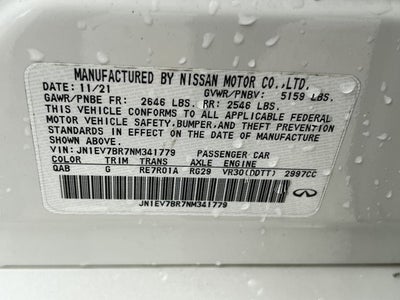 MANUFACTURED BY NISSAN MOTOR CO.,LTD.
DATE: 11/21 GVWR/PNBV: 5159 LBS.
GAWR/PNBE FR: 2646 LBS. RR: 2546 LBS.
THIS VEHICLE CONFORMS TO ALL APPLICABLE FEDERAL
MOTOR VEHICLE SAFETY,BUMPER,AND THEFT PREVENTION
STANDARDS IN EFFECT ON THE DATE OF MANUFACTURE
SHOWN ABOVE.
VIN: JN1EV7BR7NM341779 PASSENGER CAR
COLOR TRIM TRANS AXLE ENGINE
QAB G RE7R01A RG29 VR30(DDTT) 2997CC
JN1EV7BR7NM341779
INFINITI